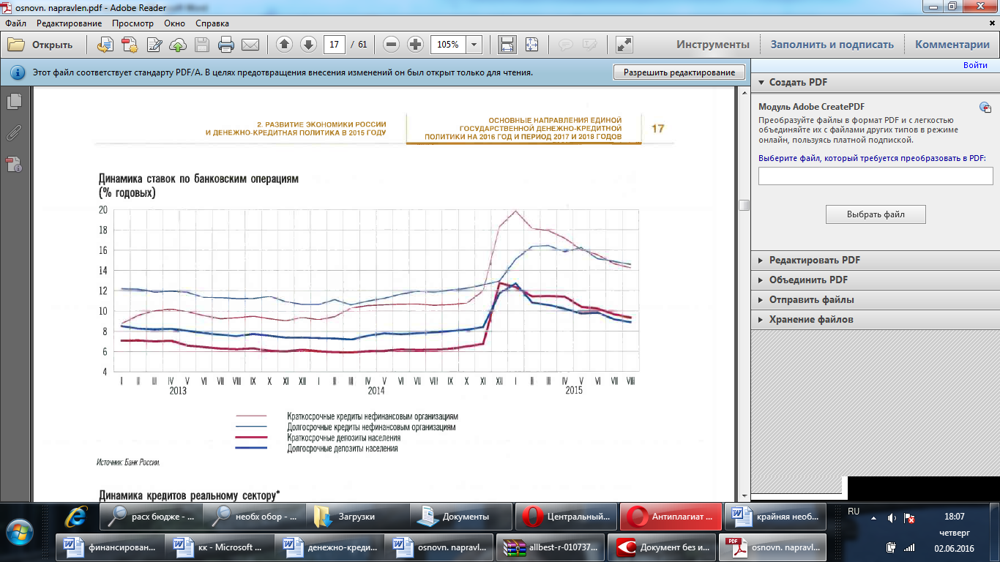 osnovn. napravlen.pdf - Adobe Reader
Файл Редактирование Просмотр Окно Справка
Открыть 17 / 61 105% Инструменты Заполнить и подписать Комментарии
Этот файл соответствует стандарту PDF/A. В целях предотвращения внесения изменений он был открыт только для чтения. Разрешить редактирование
Войти
2. РАЗВИТИЕ ЭКОНОМИКИ РОССИИ
И ДЕНЕЖНО-КРЕДИТНАЯ ПОЛИТИКА В 2015 ГОДУ
ОСНОВНЫЕ НАПРАВЛЕНИЯ ЕДИНОЙ
ГОСУДАРСТВЕННОЙ ДЕНЕЖНО-КРЕДИТНОЙ
ПОЛИТИКИ НА 2016 ГОД И ПЕРИОД 2017 И 2018 ГОДОВ
17
Динамика ставок по банковским операциям
(% годовых)
20
18
16
14
12
10
8
6
4
I II III IV V VI VII VIII IX X XI XII I II III IV V VI VII VIII IX X XI XII I II III IV V VI VII VIII
2013 2014 2015
Краткосрочные кредиты нефинансовым организациям
Долгосрочные кредиты нефинансовым организациям
Краткосрочные депозиты населения
Долгосрочные депозиты населения
Источник: Банк России.
Динамика кредитов реальному сектору*
Создать PDF
Модуль Adobe CreatePDF
Преобразуйте файлы в формат PDF и с легкостью
объединяйте их с файлами других типов в режиме
онлайн, пользуясь платной подпиской.
Выберите файл, который требуется преобразовать в PDF:
Выбрать файл
Редактировать PDF
Объединить PDF
Отправить файлы
Хранение файлов
расх бюдже - ... необх обор - ... Загрузки Документы Центральный... Антиплагиат ... крайняя необ...
финансирован... кк - Microsoft ... денежно-креди... osnovn. napravl... allbest-r-010737... Документ без и... osnovn. napravl...
RU
18:07
четверг
02.06.2016